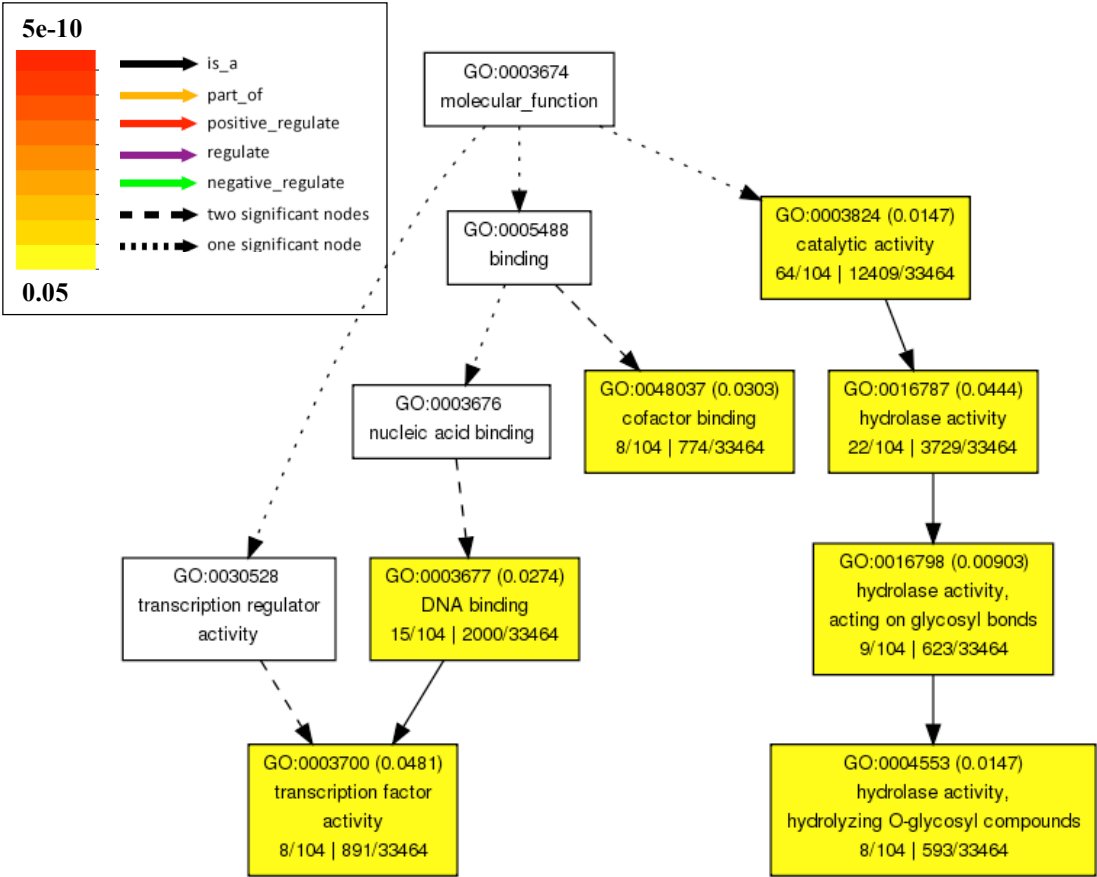 5e-10
is_a
part_of
positive_regulate
regulate
negative_regulate
two significant nodes
one significant node
0.05
GO:0003674
molecular_function
GO:0005488
binding
GO:0003824 (0.0147)
catalytic activity
64/104 | 12409/33464
GO:0003676
nucleic acid binding
GO:0048037 (0.0303)
cofactor binding
8/104 | 774/33464
GO:0016787 (0.0444)
hydrolase activity
22/104 | 3729/33464
GO:0030528
transcription regulator
activity
GO:0003677 (0.0274)
DNA binding
15/104 | 2000/33464
GO:0016798 (0.00903)
hydrolase activity,
acting on glycosyl bonds
9/104 | 623/33464
GO:0003700 (0.0481)
transcription factor
activity
8/104 | 891/33464
GO:0004553 (0.0147)
hydrolase activity,
hydrolyzing O-glycosyl compounds
8/104 | 593/33464